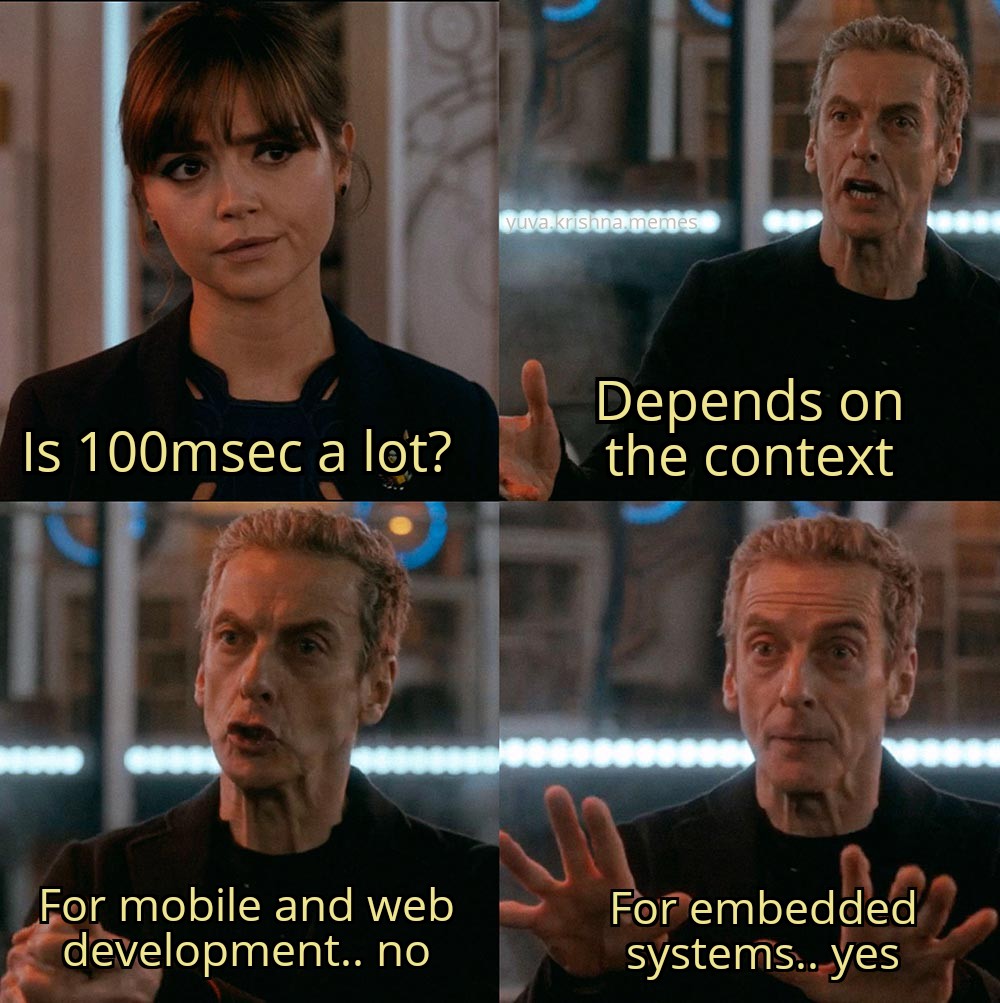 Is 100msec a lot?
yuva.krishna.memes
Depends on
the context
For mobile and web
development.. no
For embedded
systems.. yes